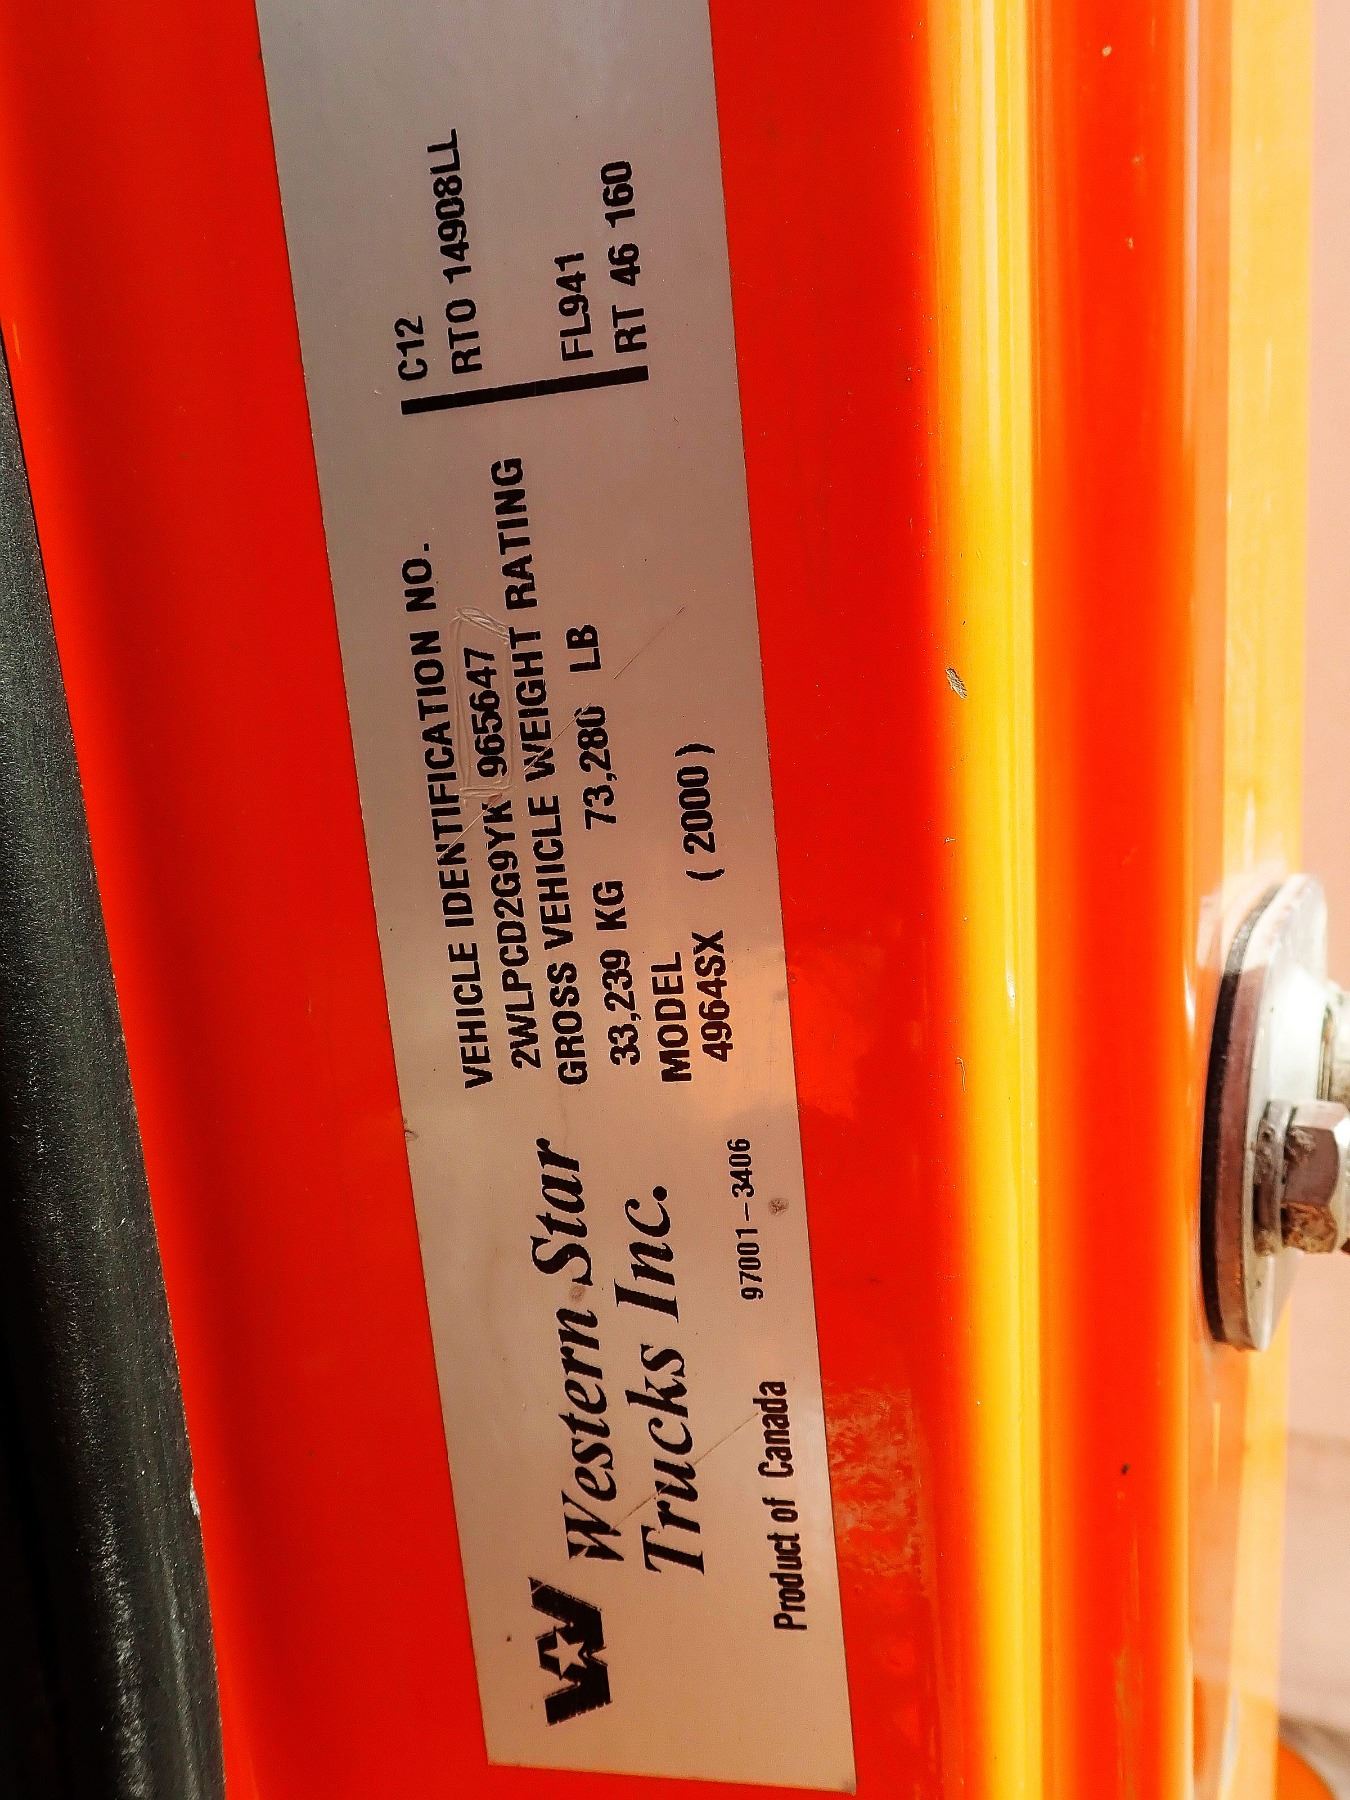 Western Star
Trucks Inc.
Product of Canada
97001-3406
VEHICLE IDENTIFICATION NO.
2WLPCD2G9YK 965647
GROSS VEHICLE WEIGHT RATING
33,239 KG 73,280 LB
MODEL
4964SX (2000)
C12
RTO 14908LL
FL941
RT 46 160